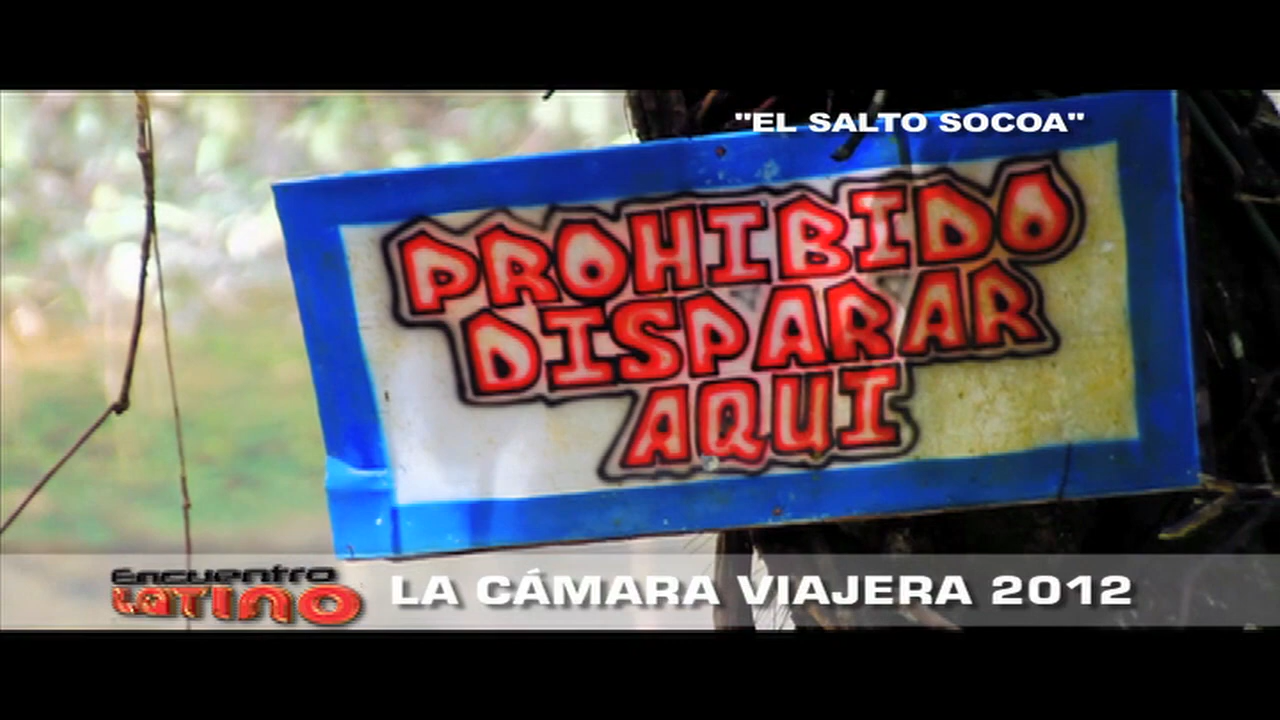 "EL SALTO SOCOA"
PROHIBIDO
DISPARAR
AQUI
Encuentro
LATINO
LA CÁMARA VIAJERA 2012